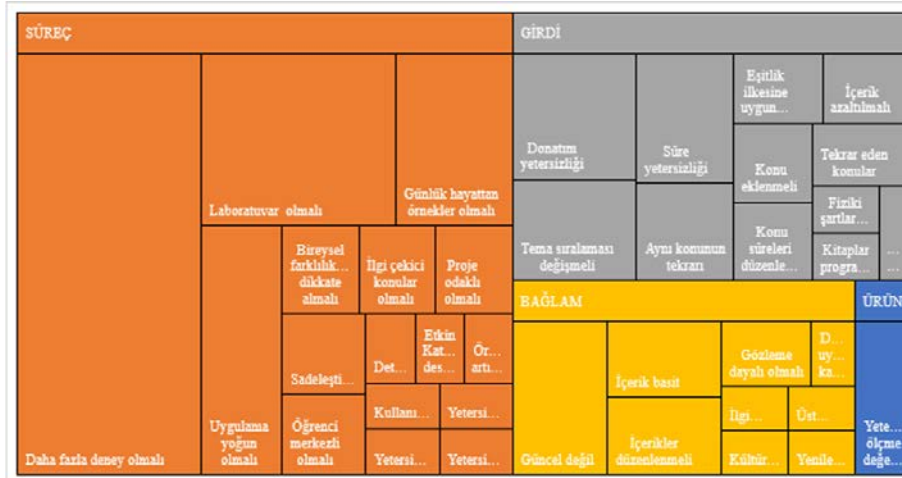 SÜREÇ
Daha fazla deney olmalı
Laboratuvar olmalı
Günlük hayattan
örnekler olmalı
Uygulama
yoğun
olmalı
Bireysel
farklılık...
dikkate
almalı
İlgi çekici
konular
olmalı
Proje
odaklı
olmalı
Sadeleşti...
Öğrenci
merkezli
olmalı
Det...
Etkin
Kat...
des...
Ör...
artı...
Kullanı...
Yetersi...
Yetersi...
Yetersi...
GİRDİ
Donatım
yetersizliği
Süre
yetersizliği
Eşitlik
ilkesine
uygun...
İçerik
azaltılmalı
Konu
eklenmeli
Tekrar eden
konular
Tema sıralaması
değişmeli
Aynı konunun
tekrarı
Konu
süreleri
düzenle...
Fiziki
şartlar...
Kitaplar
progra...
...
...
BAĞLAM
Güncel değil
İçerik basit
İçerikler
düzenlenmeli
Gözleme
dayalı olmalı
D...
uy...
ka...
İlgi...
Üst...
Kültür...
Yenile...
ÜRÜN
Yete...
ölçme
değe...